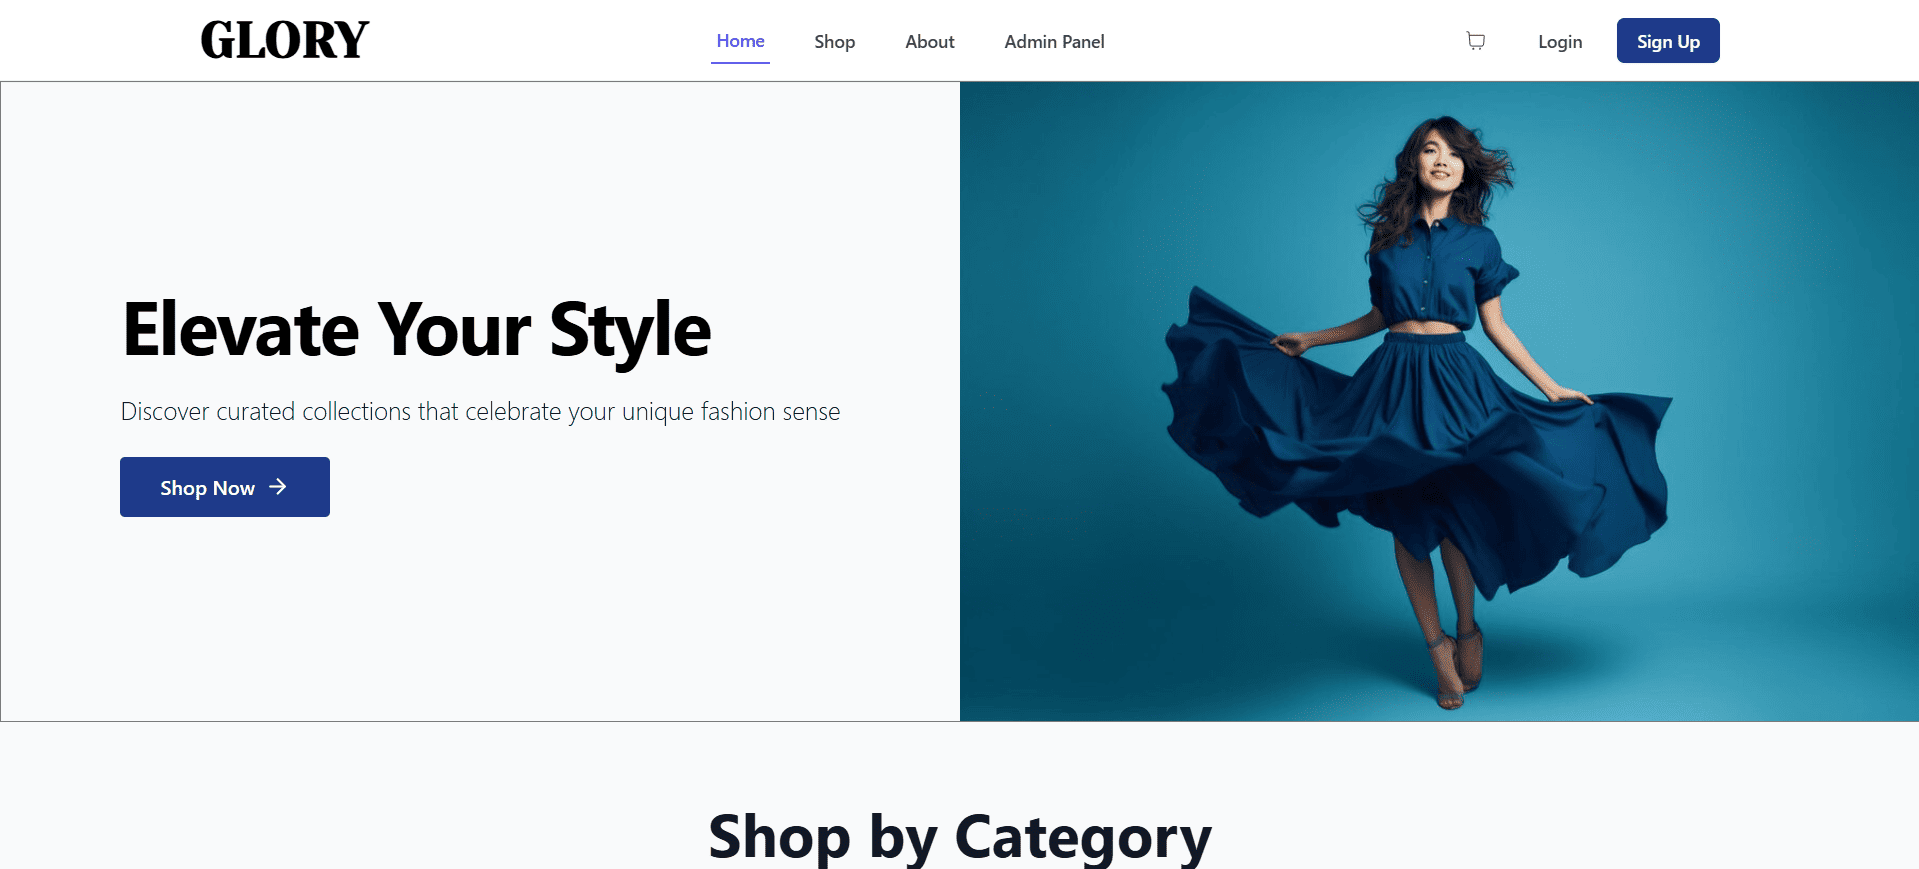 GLORY
Home
Shop
About
Admin Panel
Login
Sign Up
Elevate Your Style
Discover curated collections that celebrate your unique fashion sense
Shop Now
Shop by Category